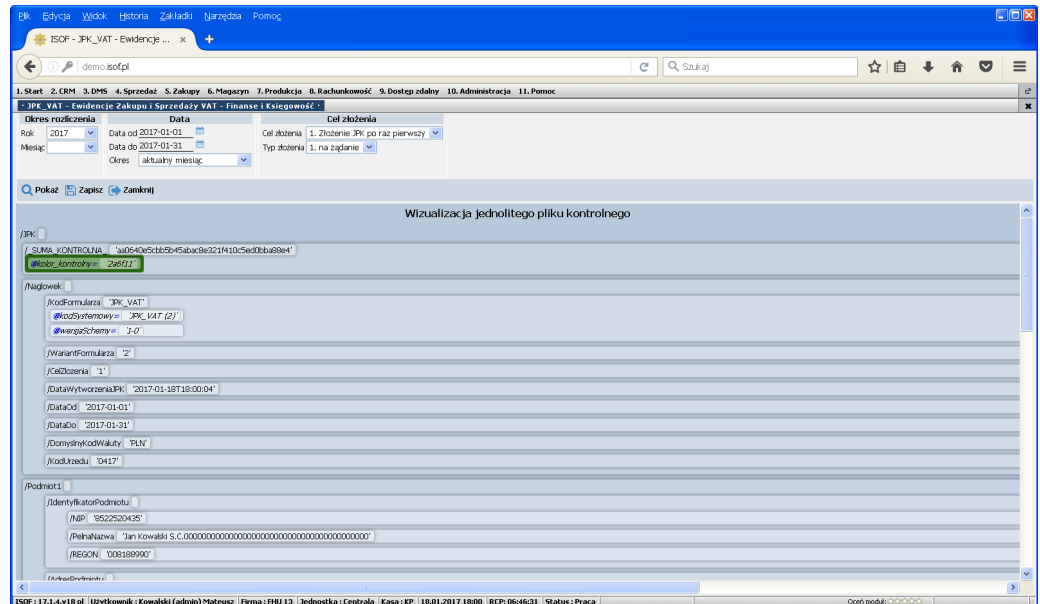 Plik Edycja Widok Historia Zakładki Narzędzia Pomoc
ISOF - JPK_VAT - Ewidencje ... × +
demo.isof.pl Szukaj
1. Start 2. CRM 3. DMS 4. Sprzedaż 5. Zakupy 6. Magazyn 7. Produkcja 8. Rachunkowość 9. Dostęp zdalny 10. Administracja 11. Pomoc
· JPK_VAT - Ewidencje Zakupu i Sprzedaży VAT - Finanse i Księgowość ·
Okres rozliczenia Data Cel złożenia
Rok 2017 Data od 2017-01-01 Cel złożenia 1. Złożenie JPK po raz pierwszy
Miesiąc Data do 2017-01-31 Typ złożenia 1. na żądanie
Okres aktualny miesiąc
Pokaż Zapisz Zamknij
Wizualizacja jednolitego pliku kontrolnego
/JPK
/_SUMA_KONTROLNA_ 'aa0640e5cbb5b45abac8e321f410c5ed0bba88e4'
@kolor_kontrolny= '2a6f11'
/Naglowek
/KodFormularza 'JPK_VAT'
@kodSystemowy= 'JPK_VAT (2)'
@wersjaSchemy= '1-0'
/WariantFormularza '2'
/CelZlozenia '1'
/DataWytworzeniaJPK '2017-01-18T18:00:04'
/DataOd '2017-01-01'
/DataDo '2017-01-31'
/DomyslnyKodWaluty 'PLN'
/KodUrzedu '0417'
/Podmiot1
/IdentyfikatorPodmiotu
/NIP '8522520435'
/PelnaNazwa
/REGON '008188990'
/AdresPodmiotu
ISOF : 17.1.4.v18 pl Użytkownik : Kowalski (admin) Mateusz Firma : FHU 13 Jednostka : Centrala Kasa : KP 18.01.2017 18:00 RCP: 06:46:31 Status : Praca Oceń moduł: